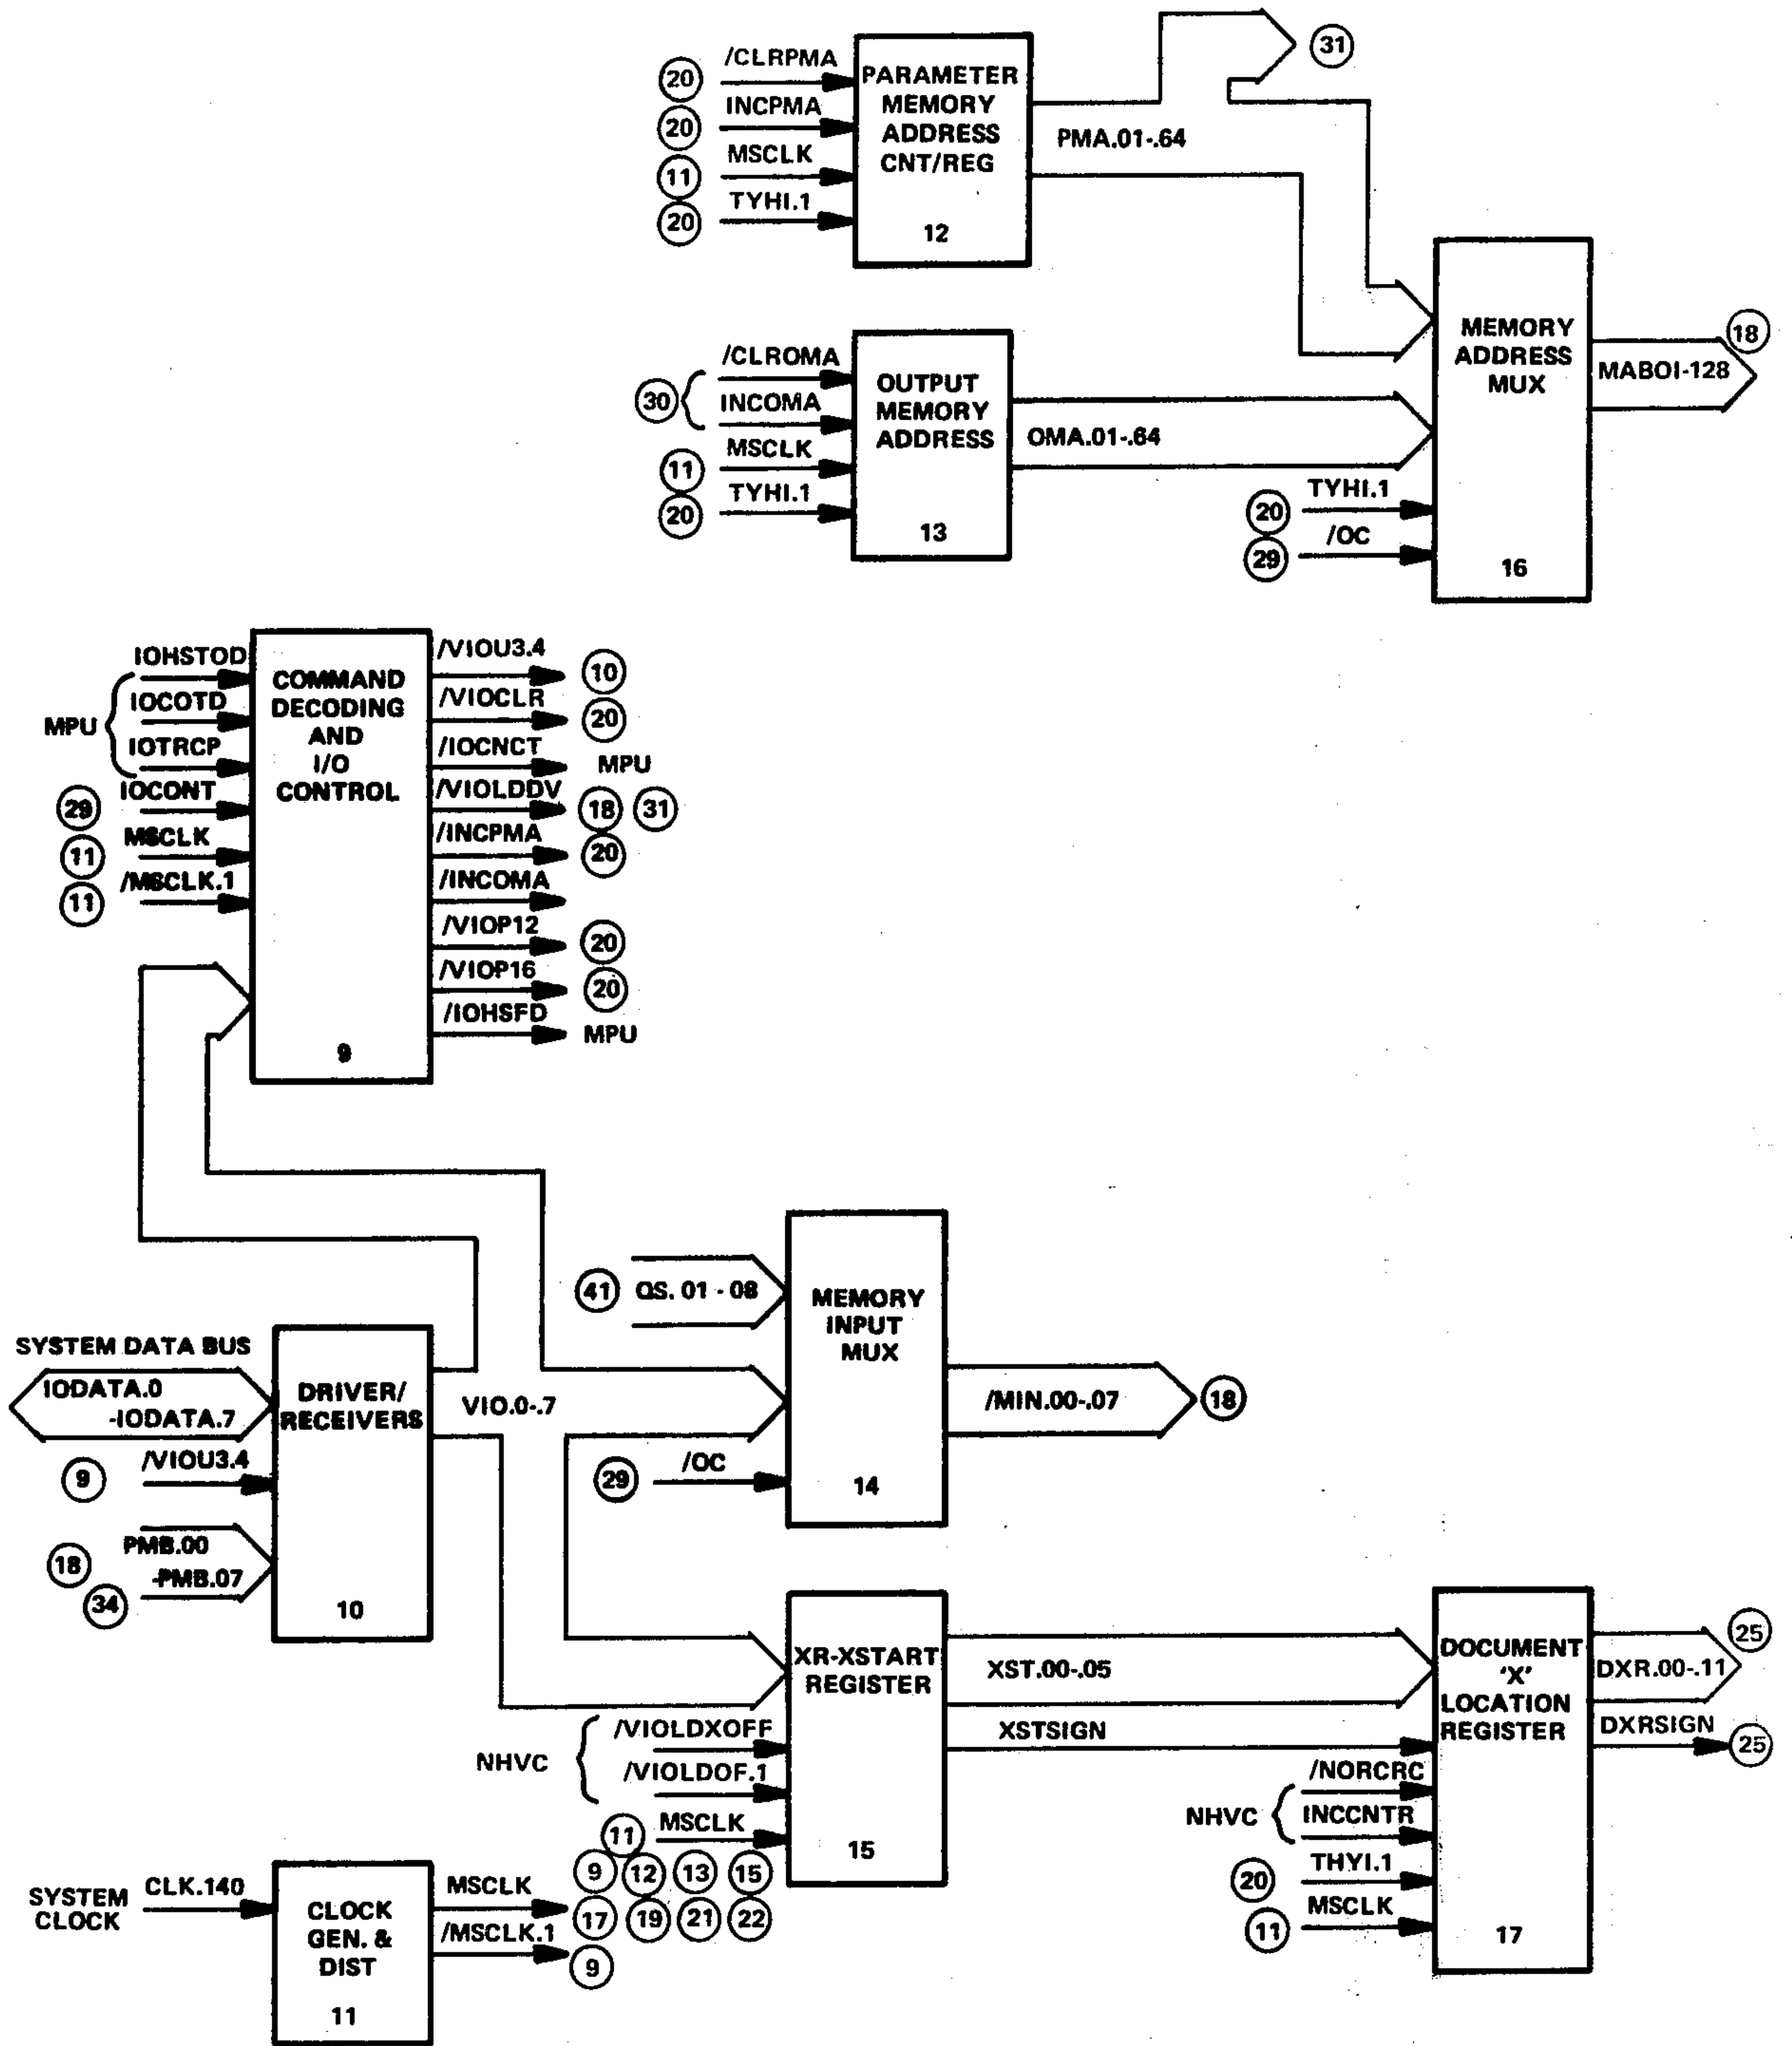 31
/CLRPMA
20
INCPMA
20
MSCLK
11
TYHI.1
20
PARAMETER
MEMORY
ADDRESS
CNT/REG
12
PMA.01-.64
/CLROMA
INCOMA
30
MSCLK
11
TYHI.1
20
OUTPUT
MEMORY
ADDRESS
13
OMA.01-.64
TYHI.1
20
/OC
29
MEMORY
ADDRESS
MUX
16
18
MABOI-128
IOHSTOD
IOCOTD
MPU
IOTRCP
IOCONT
29
MSCLK
11
/MSCLK.1
11
COMMAND
DECODING
AND
I/O
CONTROL
9
/VIOU3.4
10
/VIOCLR
20
/IOCNCT
MPU
/VIOLDDV
18 31
/INCPMA
20
/INCOMA
/VIOP12
20
/VIOP16
20
/IOHSFD
MPU
SYSTEM DATA BUS
IODATA.0
-IODATA.7
/VIOU3.4
9
PMB.00
-PMB.07
18
34
DRIVER/
RECEIVERS
10
VIO.0-.7
41 QS. 01 - 08
/OC
29
MEMORY
INPUT
MUX
14
/MIN.00-.07
18
NHVC
/VIOLDXOFF
/VIOLDOF.1
MSCLK
11
XR-XSTART
REGISTER
15
XST.00-.05
XSTSIGN
NHVC
/NORCRC
INCCNTR
THYI.1
20
MSCLK
11
DOCUMENT
'X'
LOCATION
REGISTER
17
25
DXR.00-.11
DXRSIGN
25
SYSTEM
CLOCK
CLK.140
CLOCK
GEN. &
DIST
11
MSCLK
9 12 13 15
17 19 21 22
/MSCLK.1
9